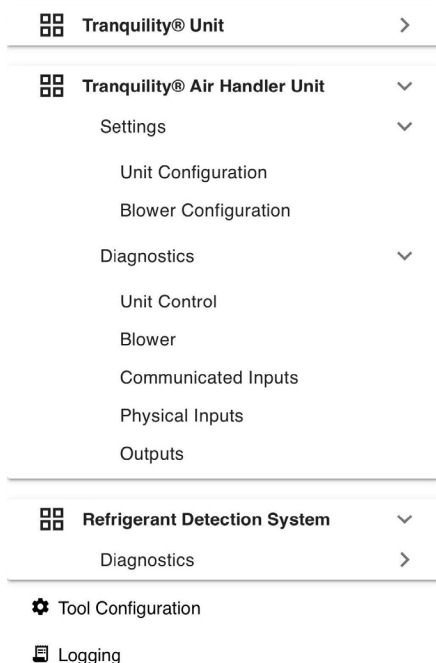 Tranquility® Unit
Tranquility® Air Handler Unit
Settings
Unit Configuration
Blower Configuration
Diagnostics
Unit Control
Blower
Communicated Inputs
Physical Inputs
Outputs
Refrigerant Detection System
Diagnostics
Tool Configuration
Logging